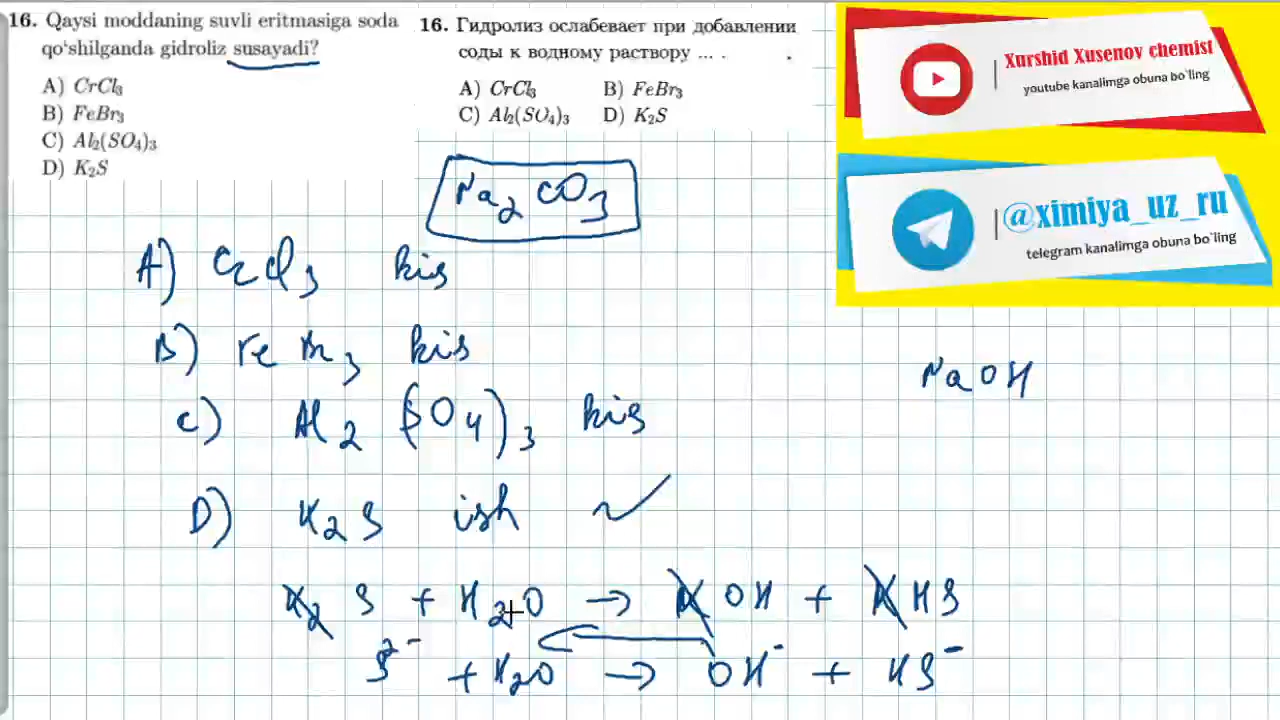 16. Qaysi moddaning suvli eritmasiga soda
qo‘shilganda gidroliz susayadi?
A) CrCl₃
B) FeBr₃
C) Al₂(SO₄)₃
D) K₂S
16. Гидролиз ослабевает при добавлении
соды к водному раствору ... .
A) CrCl₃ B) FeBr₃
C) Al₂(SO₄)₃ D) K₂S
Xurshid Xusenov chemist
youtube kanalimga obuna bo`ling
@ximiya_uz_ru
telegram kanalimga obuna bo`ling
Na₂CO₃
A) CrCl₃ kis
B) FeBr₃ kis
NaOH
C) Al₂(SO₄)₃ kis
D) K₂S ish ✓
K₂S + H₂O → KOH + KHS
S²⁻ + H₂O → OH⁻ + HS⁻